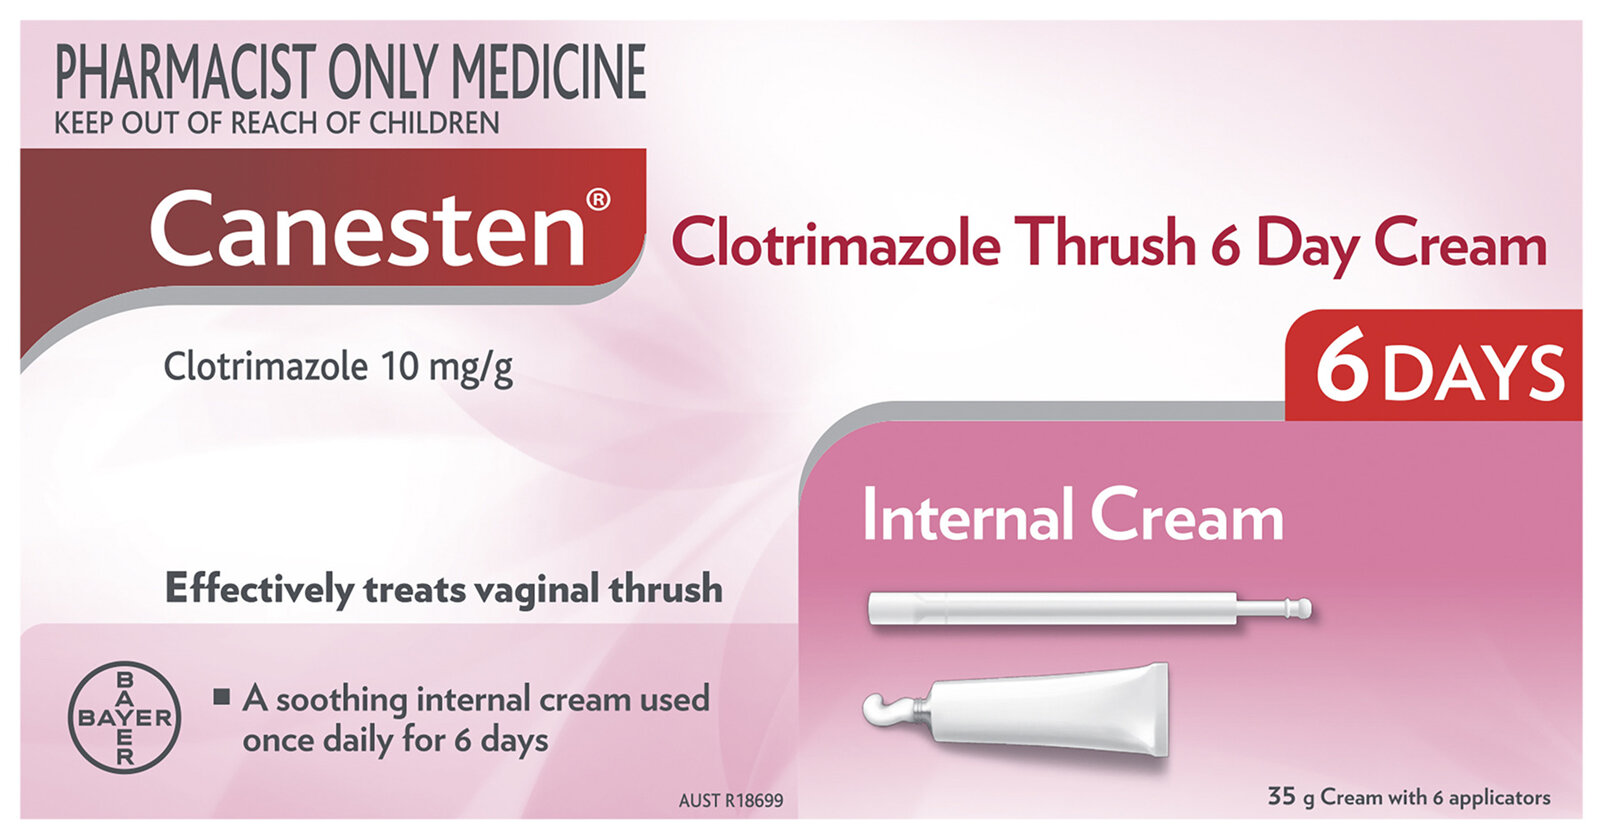 PHARMACIST ONLY MEDICINE
KEEP OUT OF REACH OF CHILDREN
Canesten®
Clotrimazole Thrush 6 Day Cream
Clotrimazole 10 mg/g
6 DAYS
Internal Cream
Effectively treats vaginal thrush
BAYER
BAYER
■ A soothing internal cream used
once daily for 6 days
AUST R18699
35 g Cream with 6 applicators